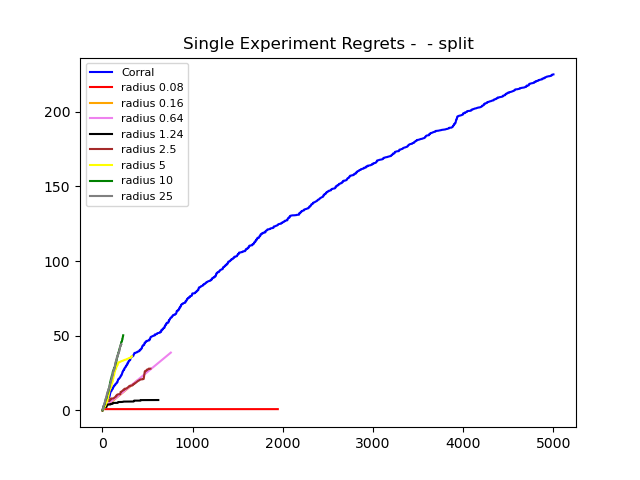 Single Experiment Regrets -  - split
Corral
radius 0.08
radius 0.16
radius 0.64
radius 1.24
radius 2.5
radius 5
radius 10
radius 25
200
150
100
50
0
0 1000 2000 3000 4000 5000